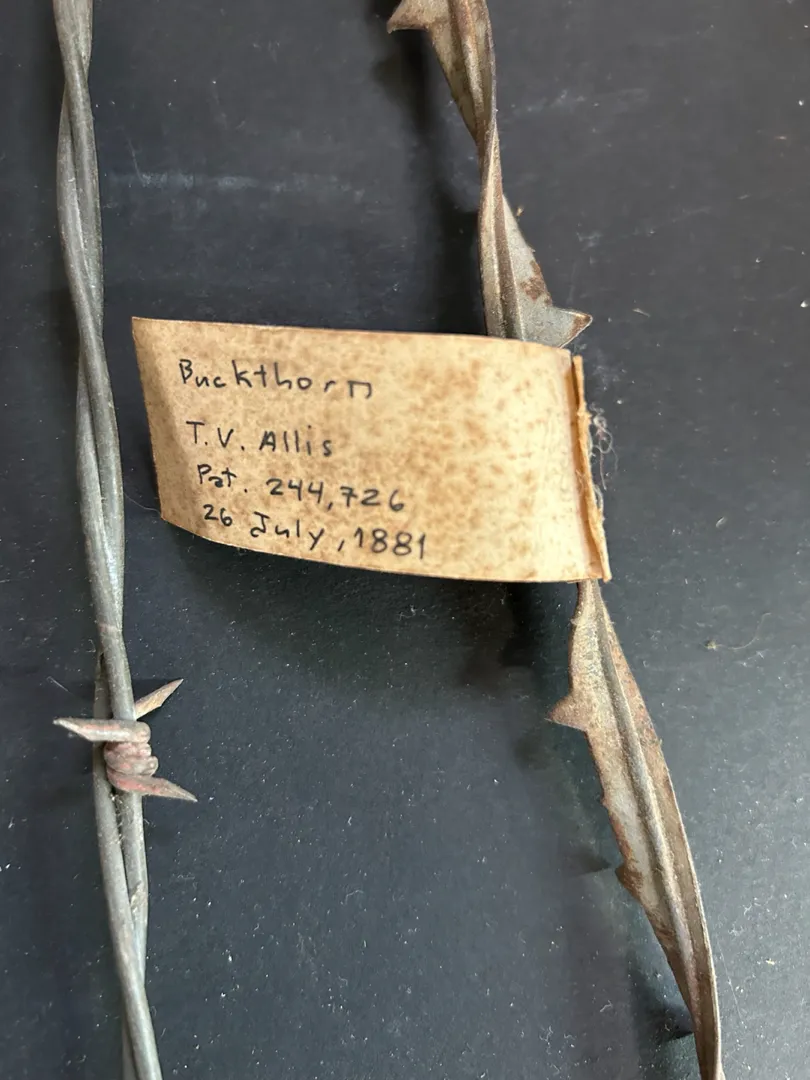 Buckthorn
T.V. Allis
Pat. 244,726
26 July, 1881